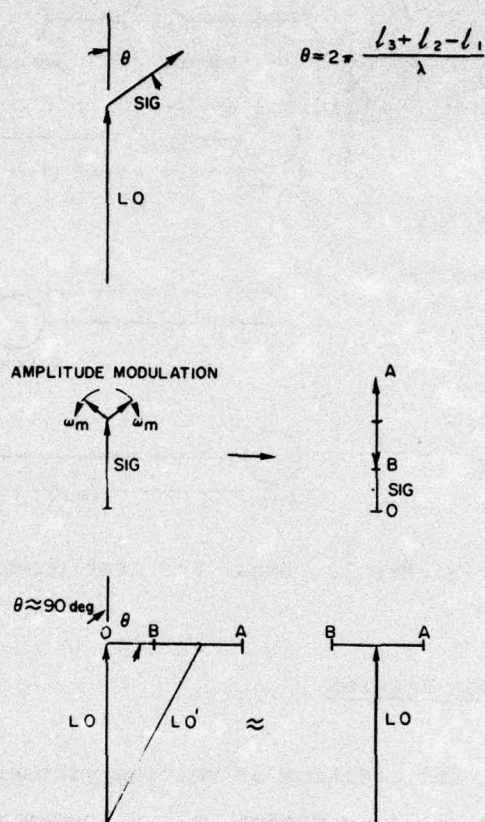 θ = 2π (l3 + l2 − l1) / λ
θ
SIG
LO
AMPLITUDE MODULATION
ωm ωm
SIG
A
B
SIG
O
θ ≈ 90 deg
O θ B A
LO LO' ≈
B A
LO